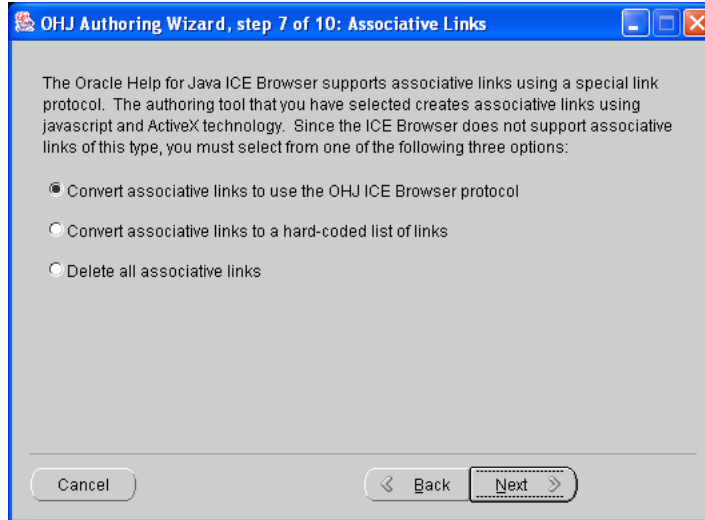 OHJ Authoring Wizard, step 7 of 10: Associative Links
The Oracle Help for Java ICE Browser supports associative links using a special link
protocol. The authoring tool that you have selected creates associative links using
javascript and ActiveX technology. Since the ICE Browser does not support associative
links of this type, you must select from one of the following three options:
Convert associative links to use the OHJ ICE Browser protocol
Convert associative links to a hard-coded list of links
Delete all associative links
Cancel Back Next